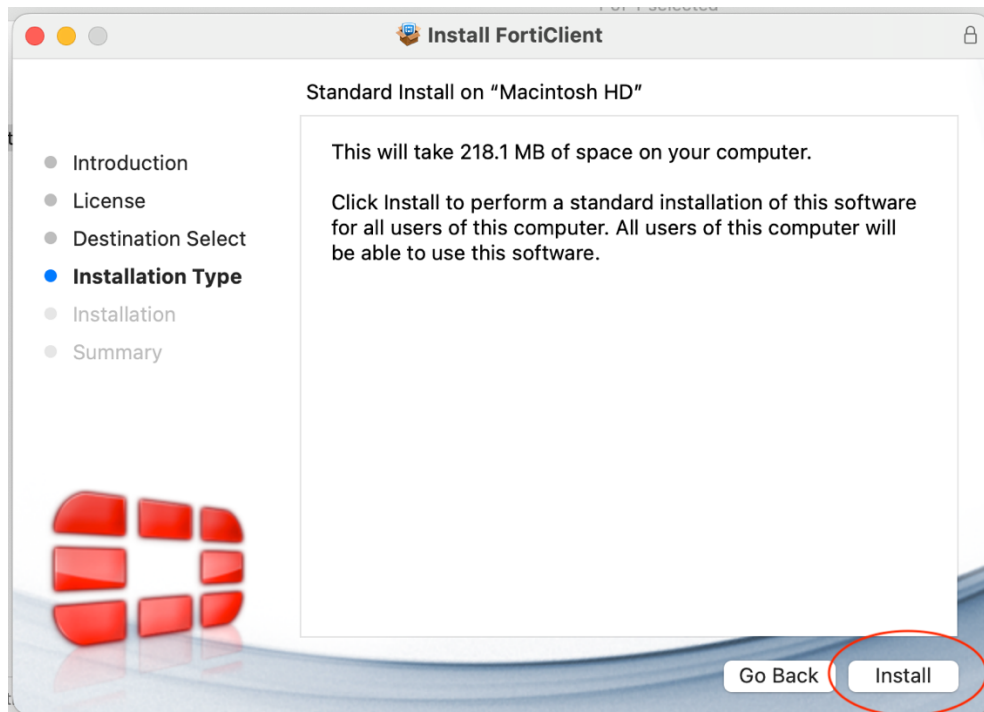 Install FortiClient
Standard Install on “Macintosh HD”
Introduction
License
Destination Select
Installation Type
Installation
Summary
This will take 218.1 MB of space on your computer.
Click Install to perform a standard installation of this software
for all users of this computer. All users of this computer will
be able to use this software.
Go Back
Install